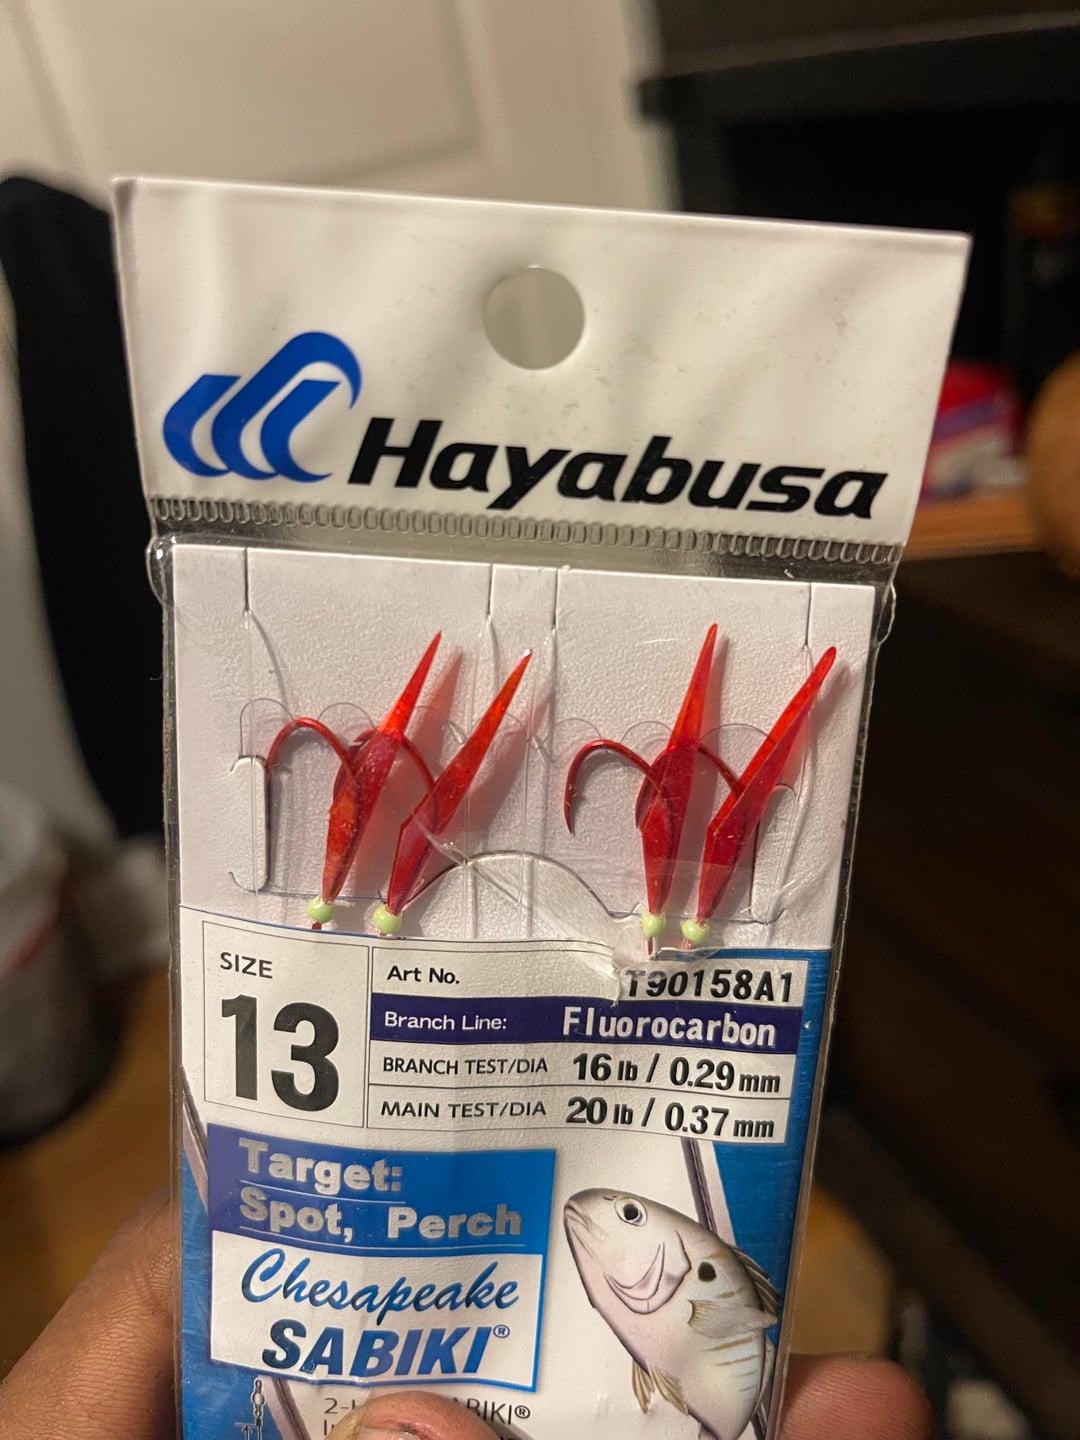 Hayabusa
SIZE
13
Art No. T90158A1
Branch Line: Fluorocarbon
BRANCH TEST/DIA 16 lb / 0.29 mm
MAIN TEST/DIA 20 lb / 0.37 mm
Target:
Spot, Perch
Chesapeake
SABIKI®